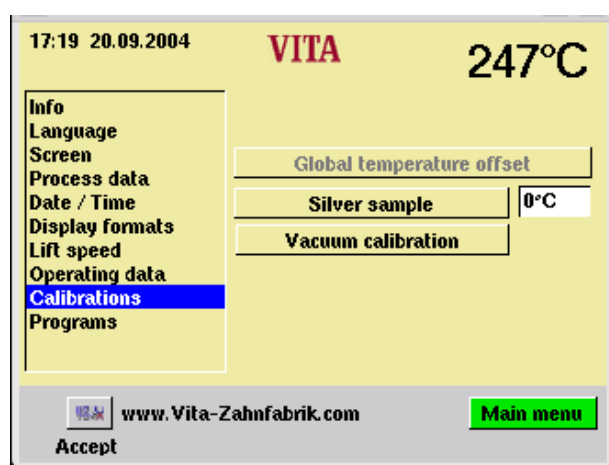 17:19 20.09.2004
VITA
247°C
Info
Language
Screen
Process data
Date / Time
Display formats
Lift speed
Operating data
Calibrations
Programs
Global temperature offset
Silver sample
0°C
Vacuum calibration
www.Vita-Zahnfabrik.com
Main menu
Accept